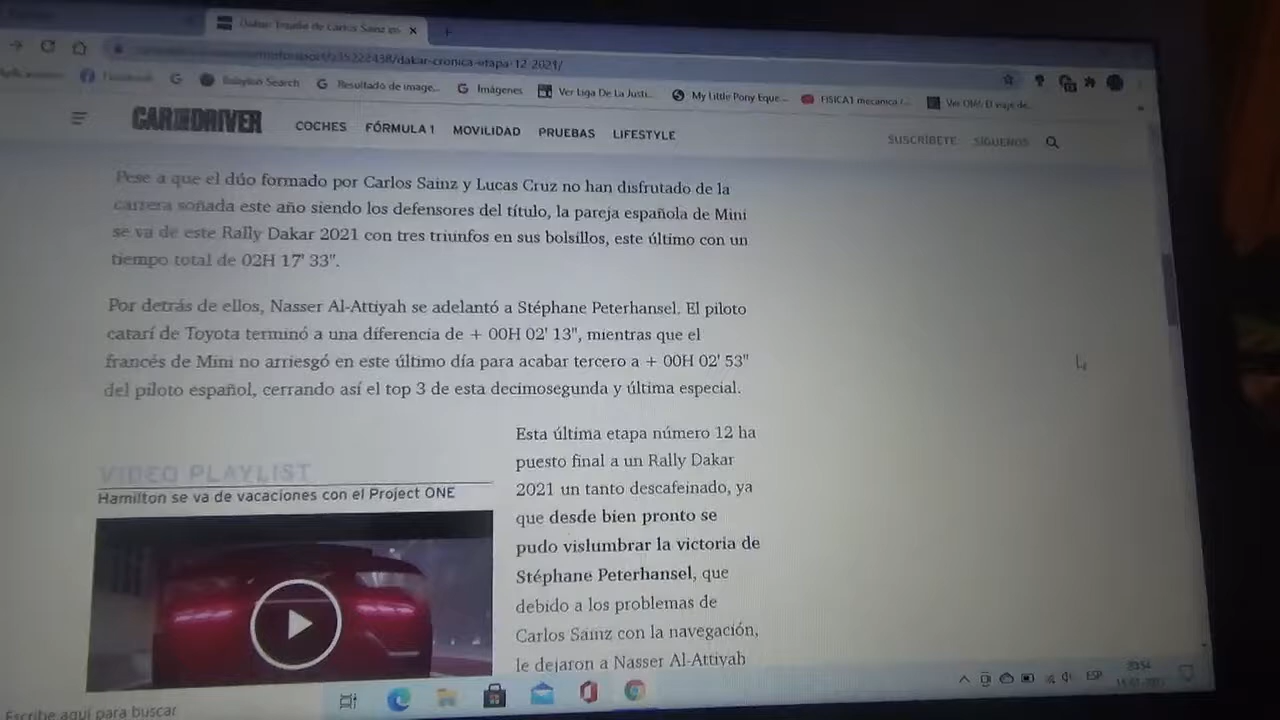 Dakar: Triunfo de Carlos Sainz en
35222438/dakar-cronica-etapa-12-2021/
Aplicaciones Facebook G Babylon Search Resultado de image... Imágenes Ver Liga De La Justi... My Little Pony Eque... FISICA1 mecanica /...
CAR AND DRIVER COCHES FÓRMULA 1 MOVILIDAD PRUEBAS LIFESTYLE SUSCRÍBETE SÍGUENOS
Pese a que el dúo formado por Carlos Sainz y Lucas Cruz no han disfrutado de la
carrera soñada este año siendo los defensores del título, la pareja española de Mini
se va de este Rally Dakar 2021 con tres triunfos en sus bolsillos, este último con un
tiempo total de 02H 17' 33".
Por detrás de ellos, Nasser Al-Attiyah se adelantó a Stéphane Peterhansel. El piloto
catarí de Toyota terminó a una diferencia de + 00H 02' 13", mientras que el
francés de Mini no arriesgó en este último día para acabar tercero a + 00H 02' 53"
del piloto español, cerrando así el top 3 de esta decimosegunda y última especial.
VIDEO PLAYLIST
Hamilton se va de vacaciones con el Project ONE
Esta última etapa número 12 ha
puesto final a un Rally Dakar
2021 un tanto descafeinado, ya
que desde bien pronto se
pudo vislumbrar la victoria de
Stéphane Peterhansel, que
debido a los problemas de
Carlos Sainz con la navegación,
le dejaron a Nasser Al-Attiyah
Escribe aquí para buscar
ESP